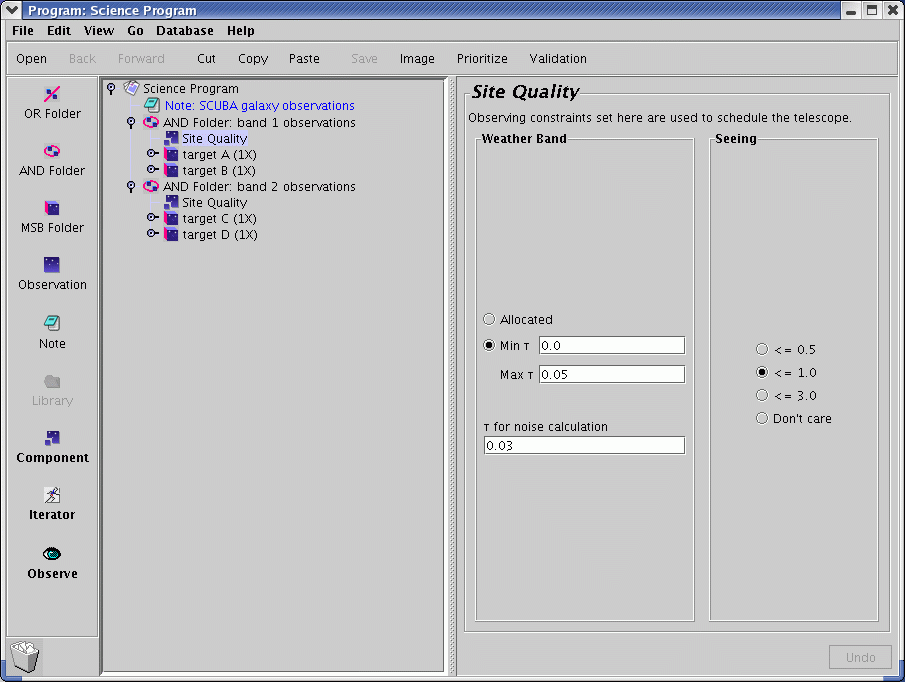 Program: Science Program
File Edit View Go Database Help
Open Back Forward Cut Copy Paste Save Image Prioritize Validation
OR Folder
AND Folder
MSB Folder
Observation
Note
Library
Component
Iterator
Observe
Science Program
Note: SCUBA galaxy observations
AND Folder: band 1 observations
Site Quality
target A (1X)
target B (1X)
AND Folder: band 2 observations
Site Quality
target C (1X)
target D (1X)
Site Quality
Observing constraints set here are used to schedule the telescope.
Weather Band
Allocated
Min τ 0.0
Max τ 0.05
τ for noise calculation
0.03
Seeing
<= 0.5
<= 1.0
<= 3.0
Don't care
Undo